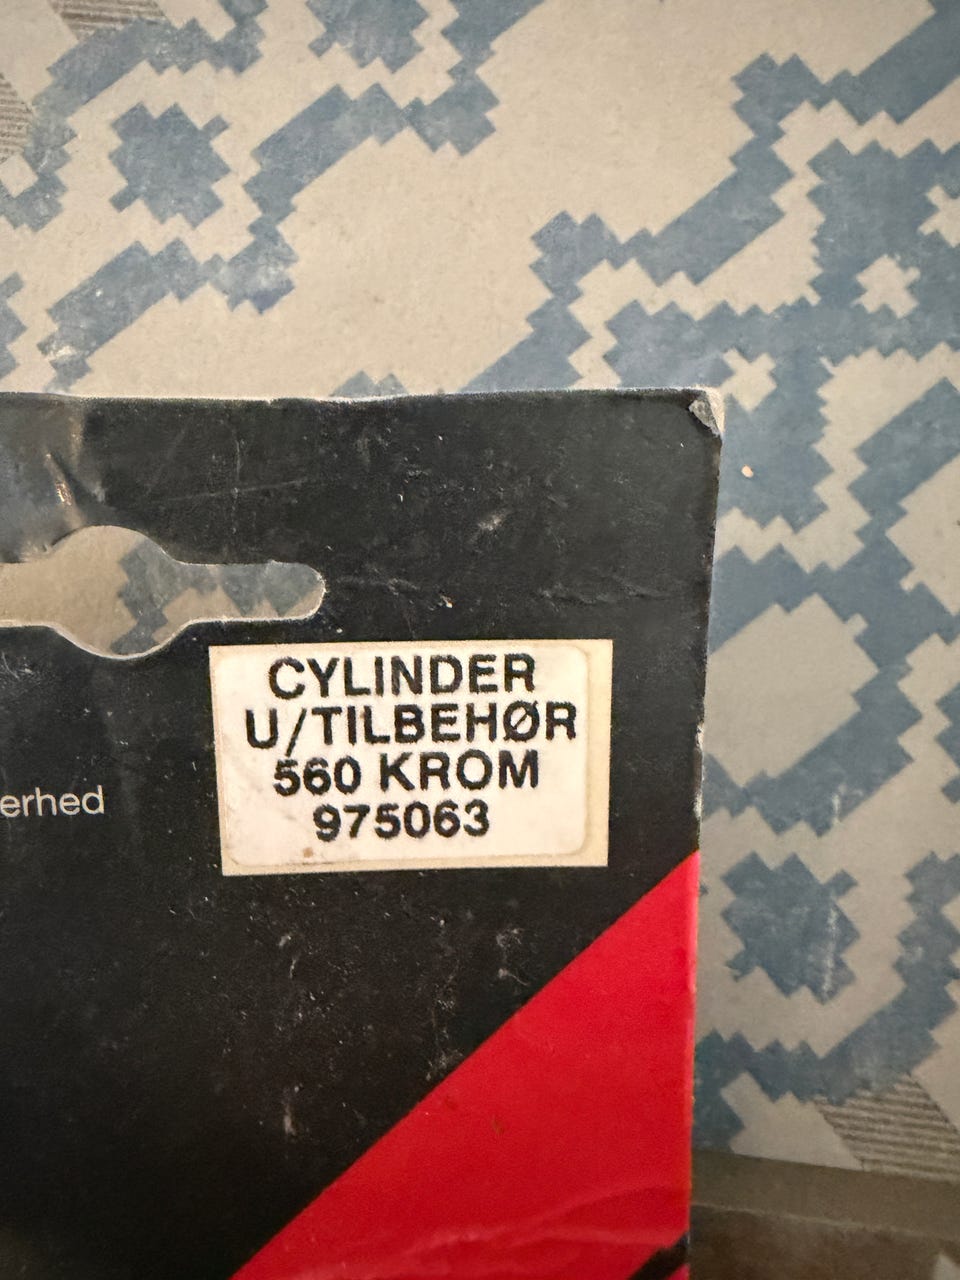 CYLINDER
U/TILBEHØR
560 KROM
975063
erhed